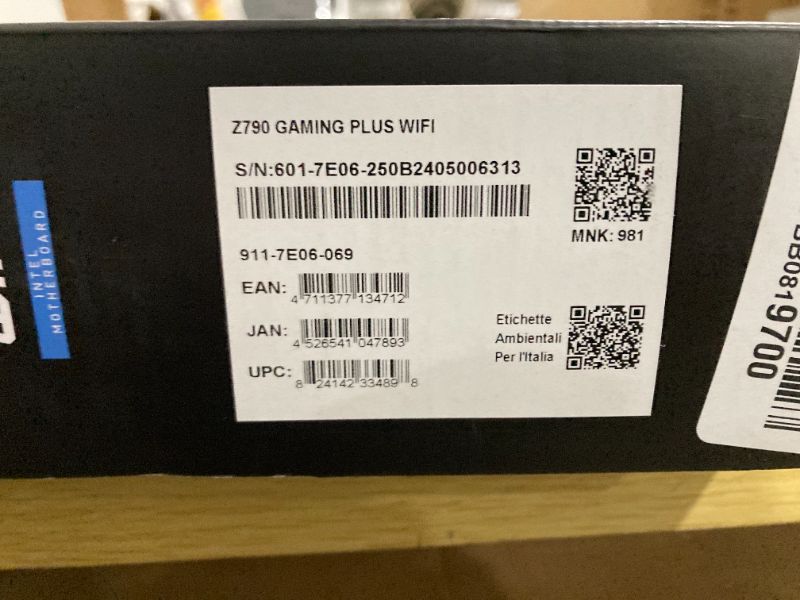 Z790 GAMING PLUS WIFI
S/N:601-7E06-250B2405006313
MNK: 981
911-7E06-069
EAN:
4 711377 134712
JAN:
4 526541 047893
UPC:
8 24142 33489 8
Etichette
Ambientali
Per l'Italia
INTEL
MOTHERBOARD
BB0819700